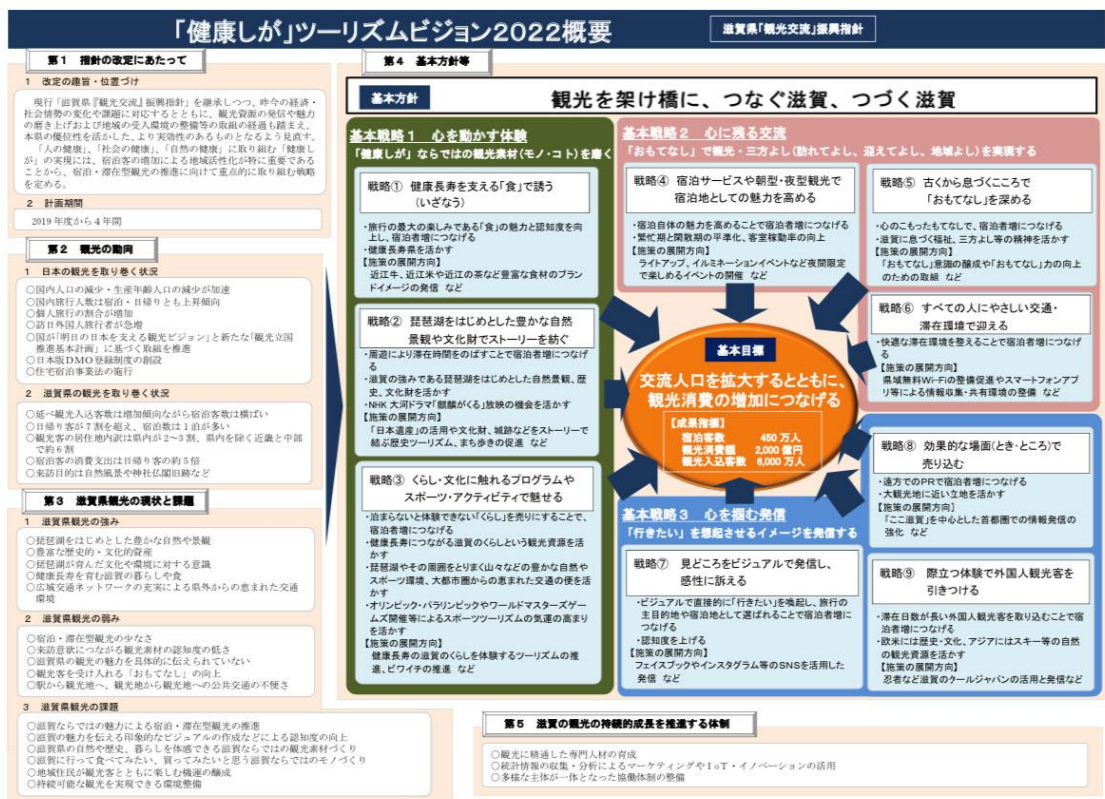 「健康しが」ツーリズムビジョン2022概要
滋賀県「観光交流」振興指針
第1 指針の改定にあたって
1 改定の趣旨・位置づけ
現行「滋賀県『観光交流』振興指針」を継承しつつ、昨今の経済・
社会情勢の変化や課題に対応するとともに、観光資源の発信や魅力
の磨き上げおよび地域の受入環境の整備等の取組の経過も踏まえ、
本県の優位性を活かした、より実効性のあるものとなるよう見直す。
「人の健康」、「社会の健康」、「自然の健康」に取り組む「健康し
が」の実現には、宿泊客の増加による地域活性化が特に重要であ
ることから、宿泊・滞在型観光の推進に向けて重点的に取り組む戦略
を定める。
2 計画期間
2019年度から4年間
第2 観光の動向
1 日本の観光を取り巻く状況
○国内人口の減少・生産年齢人口の減少が加速
○国内旅行人数は宿泊・日帰りとも上昇傾向
○個人旅行の割合が増加
○訪日外国人旅行者が急増
○国が「明日の日本を支える観光ビジョン」と新たな「観光立国
推進基本計画」に基づく取組を推進
○日本版DMO登録制度の創設
○住宅宿泊事業法の施行
2 滋賀県の観光を取り巻く状況
○延べ観光入込客数は増加傾向ながら宿泊客数は横ばい
○日帰り客が7割を超え、宿泊数は1泊が多い
○観光客の居住地内訳は県内が2~3割、県内を除く近畿と中部
で約6割
○宿泊客の消費支出は日帰り客の約5倍
○来訪目的は自然風景や神社仏閣旧跡など
第3 滋賀県観光の現状と課題
1 滋賀県観光の強み
○琵琶湖をはじめとした豊かな自然や景観
○豊富な歴史的・文化的資産
○琵琶湖が育んだ文化や環境に対する意識
○健康長寿を育む滋賀の暮らしや食
○広域交通ネットワークの充実による県外からの恵まれた交通
環境
2 滋賀県観光の弱み
○宿泊・滞在型観光の少なさ
○来訪意欲につながる観光素材の認知度の低さ
○滋賀県の観光の魅力を具体的に伝えられていない
○観光客を受け入れる「おもてなし」の向上
○駅から観光地へ、観光地から観光地への公共交通の不便さ
3 滋賀県観光の課題
○滋賀ならではの魅力による宿泊・滞在型観光の推進
○滋賀の魅力を伝える印象的なビジュアルの作成などによる認知度の向上
○滋賀県の自然や歴史、暮らしを体感できる滋賀ならではの観光素材づくり
○滋賀に行って食べてみたい、買ってみたいと思う滋賀ならではのモノづくり
○地域住民が観光客とともに楽しむ機運の醸成
○持続可能な観光を実現できる環境整備
第4 基本方針等
基本方針
観光を架け橋に、つなぐ滋賀、つづく滋賀
基本戦略1 心を動かす体験
「健康しが」ならではの観光素材(モノ・コト)を磨く
戦略① 健康長寿を支える「食」で誘う
(いざなう)
・旅行の最大の楽しみである「食」の魅力と認知度を向
上し、宿泊者増につなげる
・健康長寿県を活かす
【施策の展開方向】
近江牛、近江米や近江の茶など豊富な食材のブラン
ドイメージの発信 など
戦略② 琵琶湖をはじめとした豊かな自然
景観や文化財でストーリーを紡ぐ
・周遊により滞在時間をのばすことで宿泊者増につなげ
る
・滋賀の強みである琵琶湖をはじめとした自然景観、歴
史、文化財を活かす
・NHK大河ドラマ「麒麟がくる」放映の機会を活かす
【施策の展開方向】
「日本遺産」の活用や文化財、城跡などをストーリーで
結ぶ歴史ツーリズム、まち歩きの促進 など
戦略③ くらし・文化に触れるプログラムや
スポーツ・アクティビティで魅せる
・泊まらないと体験できない「くらし」を売りにすることで、
宿泊者増につなげる
・健康長寿につながる滋賀のくらしという観光資源を活
かす
・琵琶湖やその周囲をとりまく山々などの豊かな自然や
スポーツ環境、大都市圏からの恵まれた交通の便を活
かす
・オリンピック・パラリンピックやワールドマスターズゲー
ムズ開催等によるスポーツツーリズムの気運の高まり
を活かす
【施策の展開方向】
健康長寿の滋賀のくらしを体験するツーリズムの推
進、ビワイチの推進 など
基本戦略2 心に残る交流
「おもてなし」で観光・三方よし(訪れてよし、迎えてよし、地域よし)を実現する
戦略④ 宿泊サービスや朝型・夜型観光で
宿泊地としての魅力を高める
・宿泊自体の魅力を高めることで宿泊者増につなげる
・繁忙期と閑散期の平準化、客室稼働率の向上
【施策の展開方向】
ライトアップ、イルミネーションイベントなど夜間限定
で楽しめるイベントの開催 など
戦略⑤ 古くから息づくこころで
「おもてなし」を深める
・心のこもったもてなしで、宿泊者増につなげる
・滋賀に息づく福祉、三方よし等の精神を活かす
【施策の展開方向】
「おもてなし」意識の醸成や「おもてなし」力の向上
のための取組 など
戦略⑥ すべての人にやさしい交通・
滞在環境で迎える
・快適な滞在環境を整えることで宿泊者増につなげ
る
【施策の展開方向】
県域無料Wi-Fiの整備促進やスマートフォンアプ
リ等による情報収集・共有環境の整備 など
基本目標
交流人口を拡大するとともに、
観光消費の増加につなげる
【成果指標】
宿泊客数 450万人
観光消費額 2,000億円
観光入込客数 6,000万人
基本戦略3 心を掴む発信
「行きたい」を想起させるイメージを発信する
戦略⑦ 見どころをビジュアルで発信し、
感性に訴える
・ビジュアルで直接的に「行きたい」を喚起し、旅行の
主目的地や宿泊地として選ばれることで宿泊者増に
つなげる
・認知度を上げる
【施策の展開方向】
フェイスブックやインスタグラム等のSNSを活用した
発信 など
戦略⑧ 効果的な場面(とき・ところ)で
売り込む
・遠方でのPRで宿泊者増につなげる
・大観光地に近い立地を活かす
【施策の展開方向】
「ここ滋賀」を中心とした首都圏での情報発信の
強化 など
戦略⑨ 際立つ体験で外国人観光客を
引きつける
・滞在日数が長い外国人観光客を取り込むことで宿
泊者増につなげる
・欧米には歴史・文化、アジアにはスキー等の自然
の観光資源を活かす
【施策の展開方向】
忍者など滋賀のクールジャパンの活用と発信など
第5 滋賀の観光の持続的成長を推進する体制
○観光に精通した専門人材の育成
○統計情報の収集・分析によるマーケティングやIoT・イノベーションの活用
○多様な主体が一体となった協働体制の整備